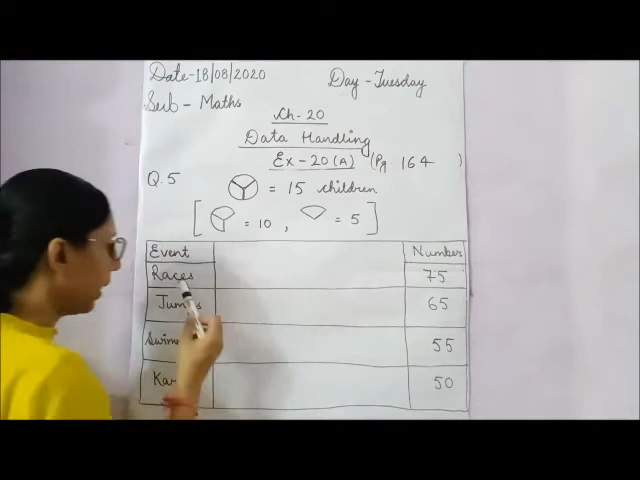 Date-18/08/2020 Day-Tuesday
Sub- Maths
Ch-20
Data Handling
Ex-20(A) (Pg 164 )
Q.5 = 15 children
[ = 10 , = 5 ]
Event Number
Races 75
65
55
50